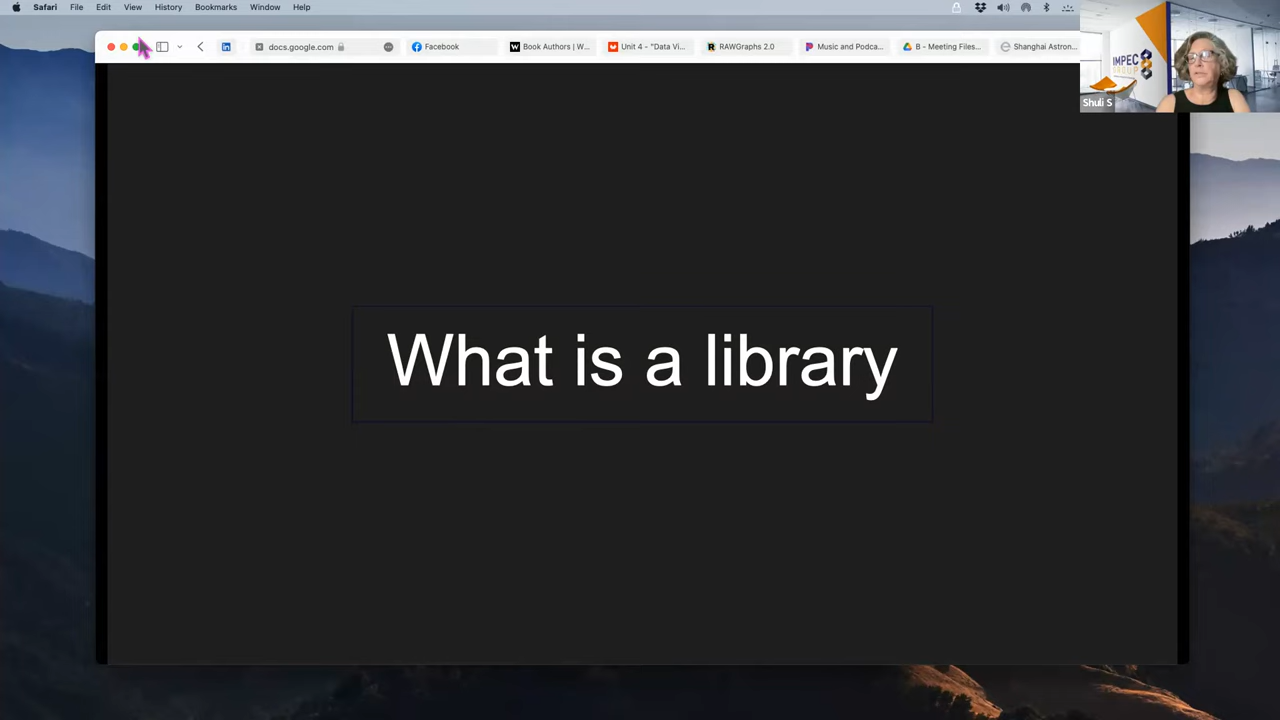 Safari File Edit View History Bookmarks Window Help
docs.google.com Facebook Book Authors | W... Unit 4 - "Data Vi... RAWGraphs 2.0 Music and Podca... B - Meeting Files... Shanghai Astron...
IMPEC
GROUP
Shuli S
What is a library